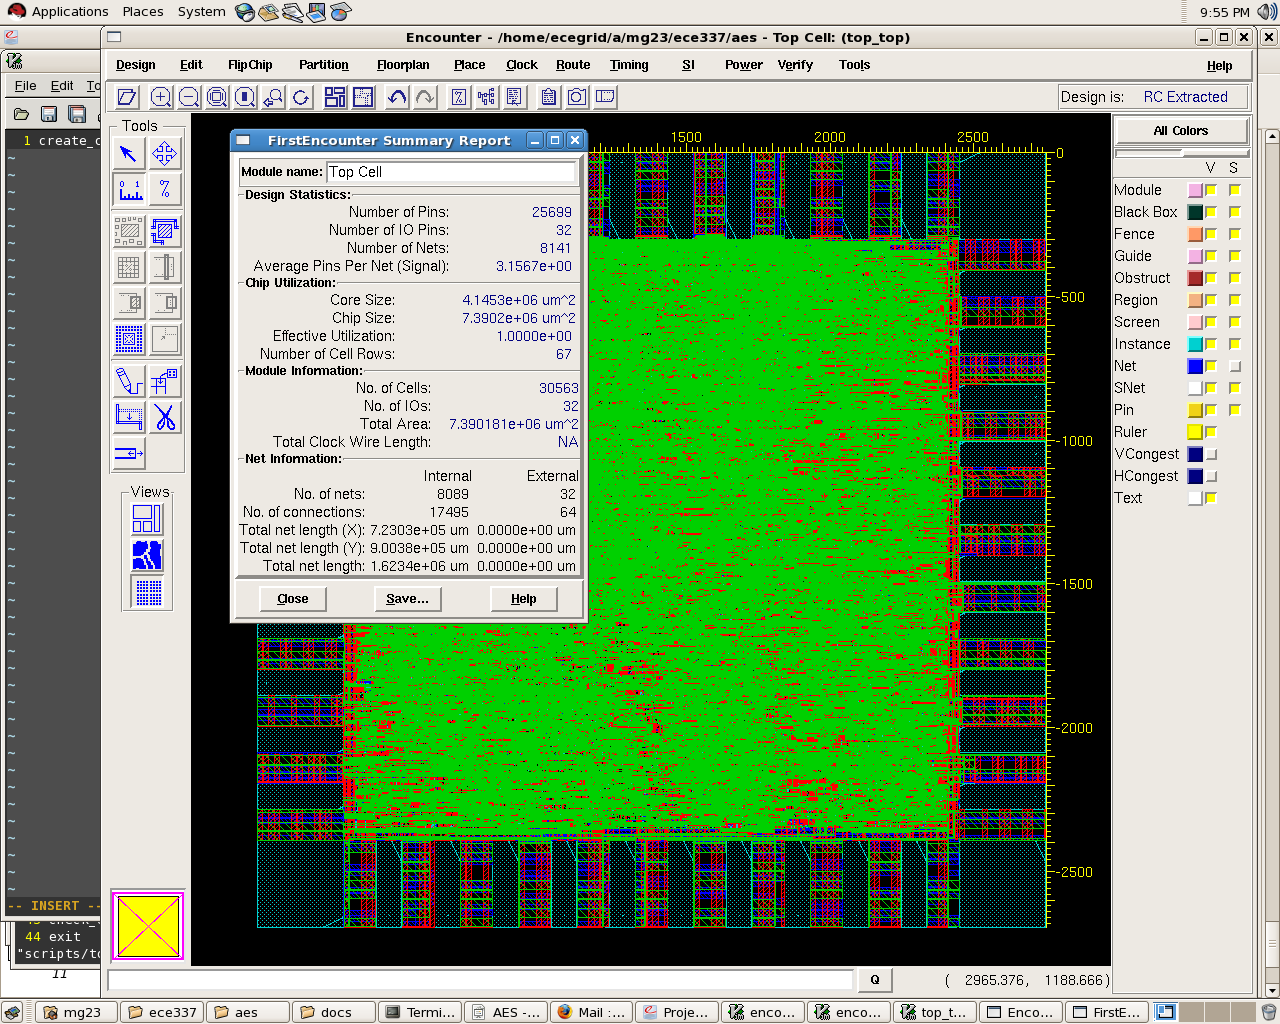 Applications Places System 9:55 PM
Encounter - /home/ecegrid/a/mg23/ece337/aes - Top Cell: (top_top)
Design Edit FlipChip Partition Floorplan Place Clock Route Timing SI Power Verify Tools Help
File Edit To
Design is: RC Extracted
1 create_c
Tools
Views
FirstEncounter Summary Report
Module name: Top Cell
Design Statistics:
Number of Pins: 25699
Number of IO Pins: 32
Number of Nets: 8141
Average Pins Per Net (Signal): 3.1567e+00
Chip Utilization:
Core Size: 4.1453e+06 um^2
Chip Size: 7.3902e+06 um^2
Effective Utilization: 1.0000e+00
Number of Cell Rows: 67
Module Information:
No. of Cells: 30563
No. of IOs: 32
Total Area: 7.390181e+06 um^2
Total Clock Wire Length: NA
Net Information:
Internal External
No. of nets: 8089 32
No. of connections: 17495 64
Total net length (X): 7.2303e+05 um 0.0000e+00 um
Total net length (Y): 9.0038e+05 um 0.0000e+00 um
Total net length: 1.6234e+06 um 0.0000e+00 um
Close Save... Help
1500 2000 2500
0
-500
-1000
-1500
-2000
-2500
All Colors
V S
Module
Black Box
Fence
Guide
Obstruct
Region
Screen
Instance
Net
SNet
Pin
Ruler
VCongest
HCongest
Text
-- INSERT --
44 exit
"scripts/to
11
Q
( 2965.376, 1188.666)
mg23 ece337 aes docs Termi... AES -... Mail :... Proje... enco... enco... top_t... Enco... FirstE...